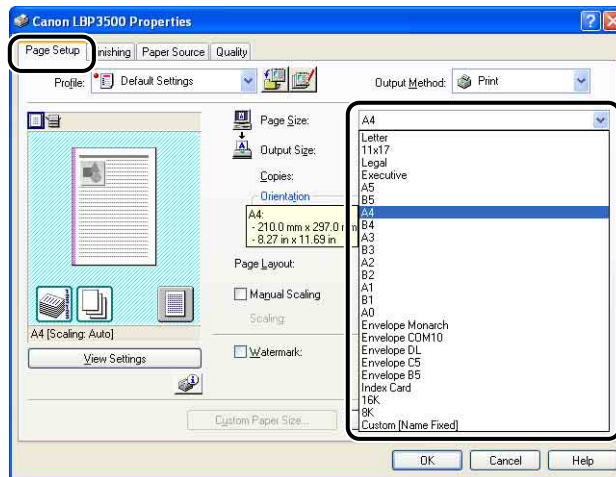 Canon LBP3500 Properties
Page Setup
inishing
Paper Source
Quality
Profile: Default Settings
Output Method: Print
Page Size: A4
Output Size:
Copies:
Orientation
A4:
- 210.0 mm x 297.0 m
- 8.27 in x 11.69 in
Page Layout:
Manual Scaling
Scaling:
Watermark:
A4 [Scaling: Auto]
View Settings
Custom Paper Size...
Letter
11x17
Legal
Executive
A5
B5
A4
B4
A3
B3
A2
B2
A1
B1
A0
Envelope Monarch
Envelope COM10
Envelope DL
Envelope C5
Envelope B5
Index Card
16K
8K
Custom [Name Fixed]
OK
Cancel
Help